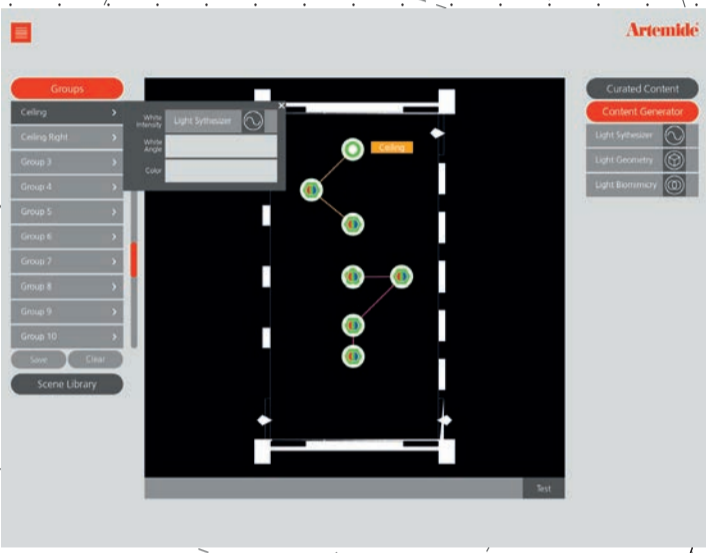 Artemide
Groups
Ceiling
Ceiling Right
Group 3
Group 4
Group 5
Group 6
Group 7
Group 8
Group 9
Group 10
Save
Clear
Scene Library
White
Intensity
Light Sythesizer
White
Angle
Color
Ceiling
Test
Curated Content
Content Generator
Light Sythesizer
Light Geometry
Light Biomimicry